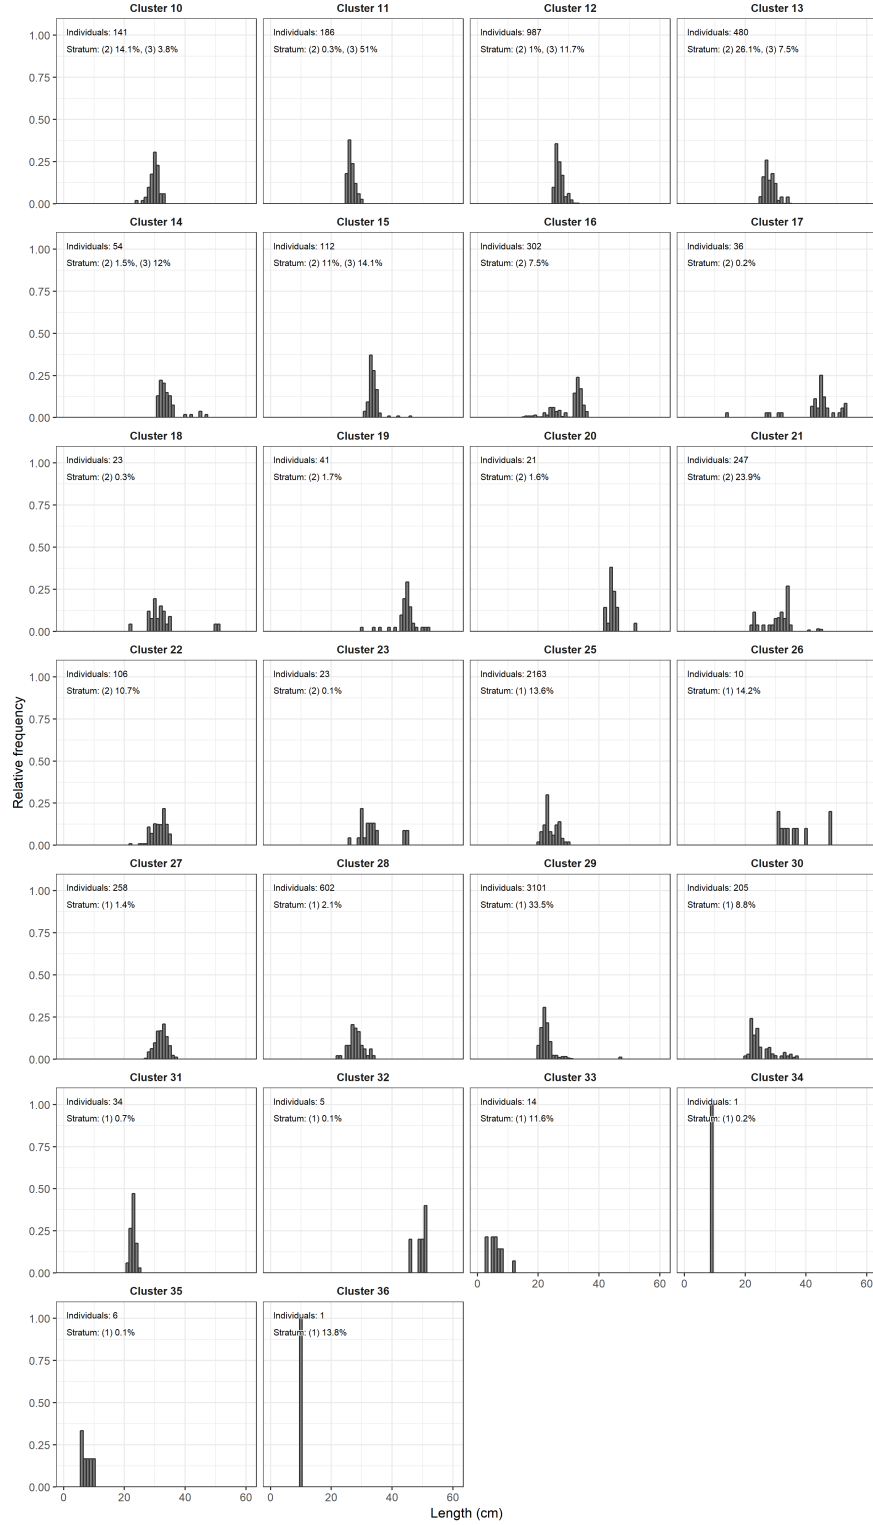 Cluster 10 Cluster 11 Cluster 12 Cluster 13
Individuals: 141 Individuals: 186 Individuals: 987 Individuals: 480
Stratum: (2) 14.1%, (3) 3.8% Stratum: (2) 0.3%, (3) 51% Stratum: (2) 1%, (3) 11.7% Stratum: (2) 26.1%, (3) 7.5%
1.00
0.75
0.50
0.25
0.00
Cluster 14 Cluster 15 Cluster 16 Cluster 17
Individuals: 54 Individuals: 112 Individuals: 302 Individuals: 36
Stratum: (2) 1.5%, (3) 12% Stratum: (2) 11%, (3) 14.1% Stratum: (2) 7.5% Stratum: (2) 0.2%
1.00
0.75
0.50
0.25
0.00
Cluster 18 Cluster 19 Cluster 20 Cluster 21
Individuals: 23 Individuals: 41 Individuals: 21 Individuals: 247
Stratum: (2) 0.3% Stratum: (2) 1.7% Stratum: (2) 1.6% Stratum: (2) 23.9%
1.00
0.75
0.50
0.25
0.00
Cluster 22 Cluster 23 Cluster 25 Cluster 26
Individuals: 106 Individuals: 23 Individuals: 2163 Individuals: 10
Stratum: (2) 10.7% Stratum: (2) 0.1% Stratum: (1) 13.6% Stratum: (1) 14.2%
1.00
0.75
0.50
0.25
0.00
Relative frequency
Cluster 27 Cluster 28 Cluster 29 Cluster 30
Individuals: 258 Individuals: 602 Individuals: 3101 Individuals: 205
Stratum: (1) 1.4% Stratum: (1) 2.1% Stratum: (1) 33.5% Stratum: (1) 8.8%
1.00
0.75
0.50
0.25
0.00
Cluster 31 Cluster 32 Cluster 33 Cluster 34
Individuals: 34 Individuals: 5 Individuals: 14 Individuals: 1
Stratum: (1) 0.7% Stratum: (1) 0.1% Stratum: (1) 11.6% Stratum: (1) 0.2%
1.00
0.75
0.50
0.25
0.00
0 20 40 60 0 20 40 60
Cluster 35 Cluster 36
Individuals: 6 Individuals: 1
Stratum: (1) 0.1% Stratum: (1) 13.8%
1.00
0.75
0.50
0.25
0.00
0 20 40 60 0 20 40 60
Length (cm)